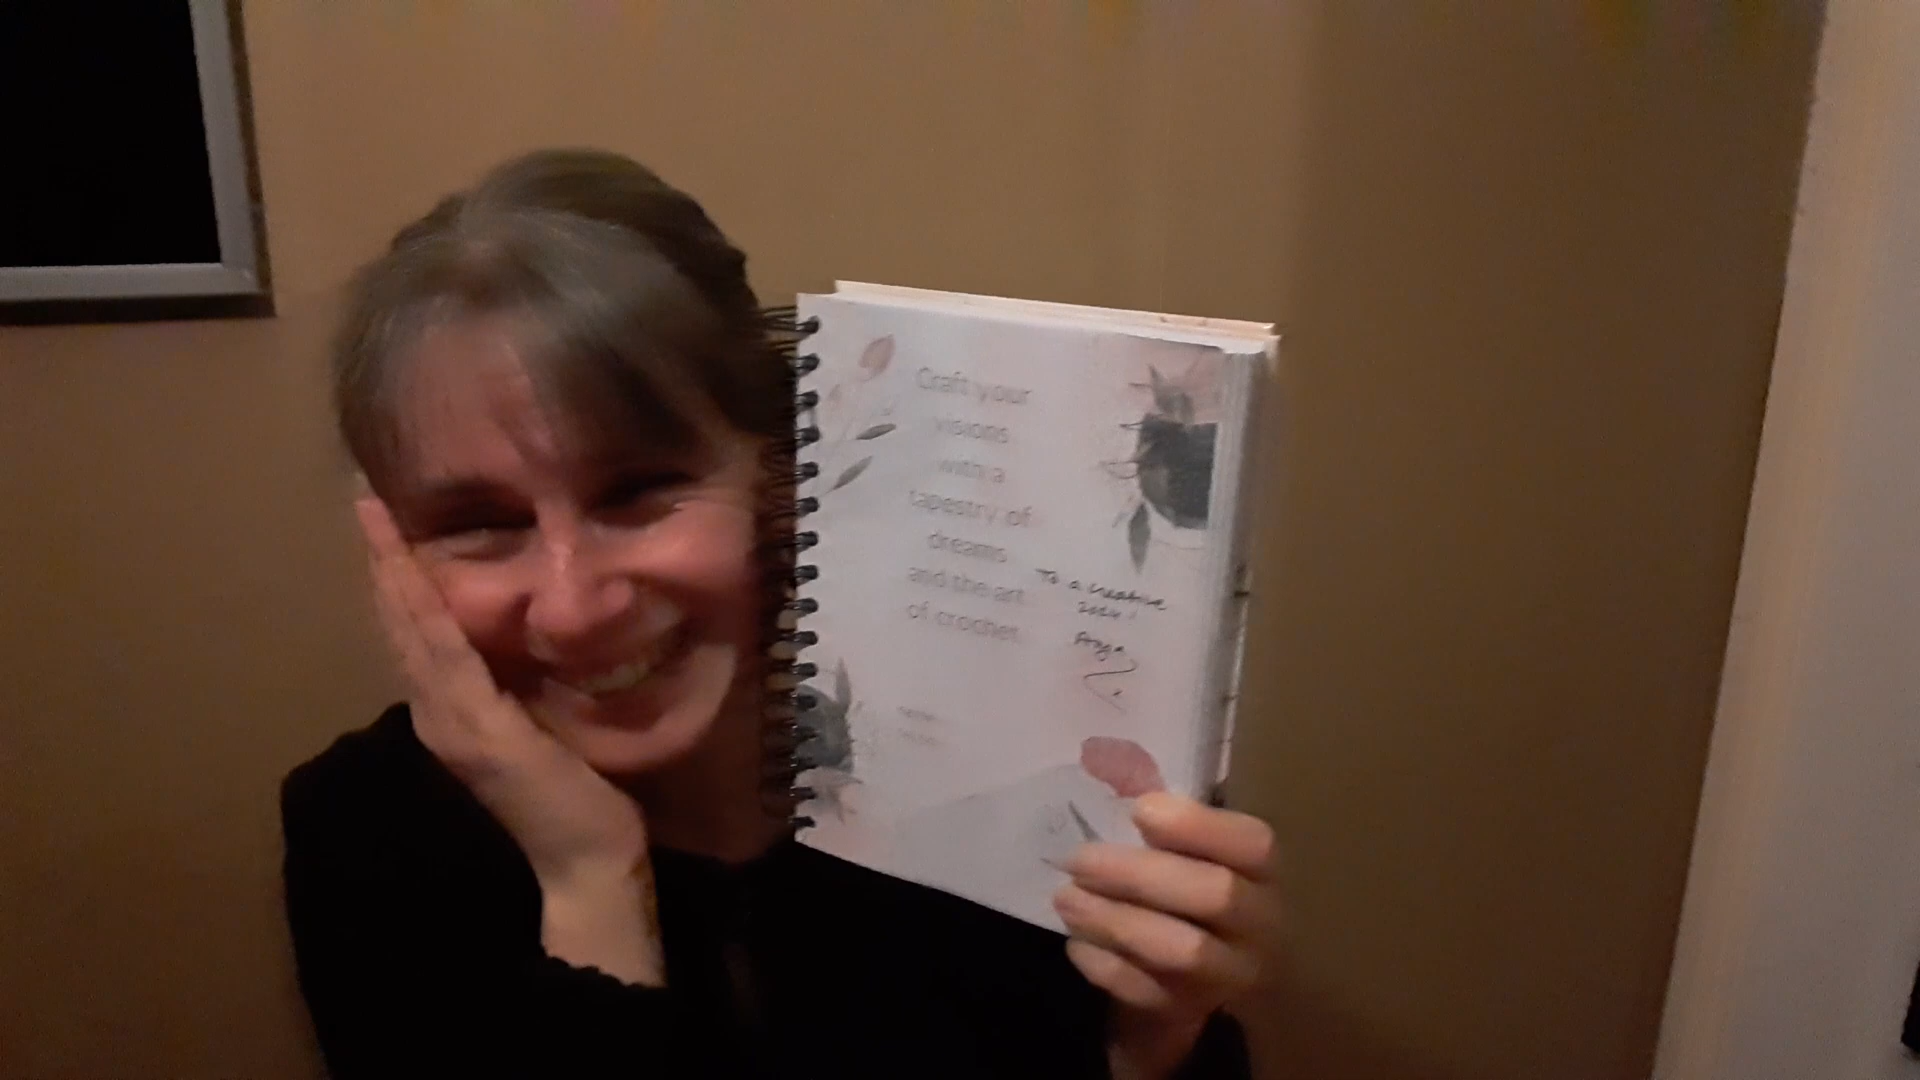 Craft your
visions
with a
tapestry of
dreams
and the art
of crochet
To a creative
2024!